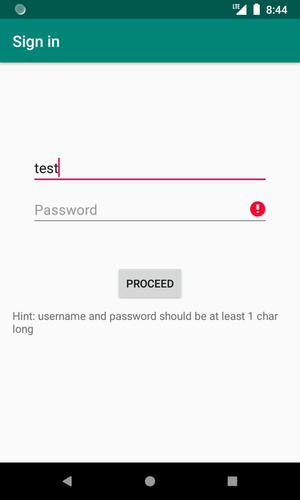 LTE 8:44
Sign in
test
Password
PROCEED
Hint: username and password should be at least 1 char
long